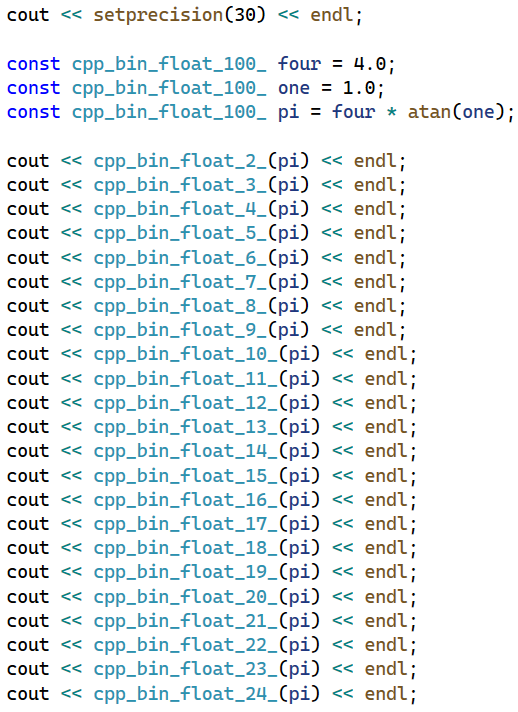 cout << setprecision(30) << endl;
const cpp_bin_float_100_ four = 4.0;
const cpp_bin_float_100_ one = 1.0;
const cpp_bin_float_100_ pi = four * atan(one);
cout << cpp_bin_float_2_(pi) << endl;
cout << cpp_bin_float_3_(pi) << endl;
cout << cpp_bin_float_4_(pi) << endl;
cout << cpp_bin_float_5_(pi) << endl;
cout << cpp_bin_float_6_(pi) << endl;
cout << cpp_bin_float_7_(pi) << endl;
cout << cpp_bin_float_8_(pi) << endl;
cout << cpp_bin_float_9_(pi) << endl;
cout << cpp_bin_float_10_(pi) << endl;
cout << cpp_bin_float_11_(pi) << endl;
cout << cpp_bin_float_12_(pi) << endl;
cout << cpp_bin_float_13_(pi) << endl;
cout << cpp_bin_float_14_(pi) << endl;
cout << cpp_bin_float_15_(pi) << endl;
cout << cpp_bin_float_16_(pi) << endl;
cout << cpp_bin_float_17_(pi) << endl;
cout << cpp_bin_float_18_(pi) << endl;
cout << cpp_bin_float_19_(pi) << endl;
cout << cpp_bin_float_20_(pi) << endl;
cout << cpp_bin_float_21_(pi) << endl;
cout << cpp_bin_float_22_(pi) << endl;
cout << cpp_bin_float_23_(pi) << endl;
cout << cpp_bin_float_24_(pi) << endl;